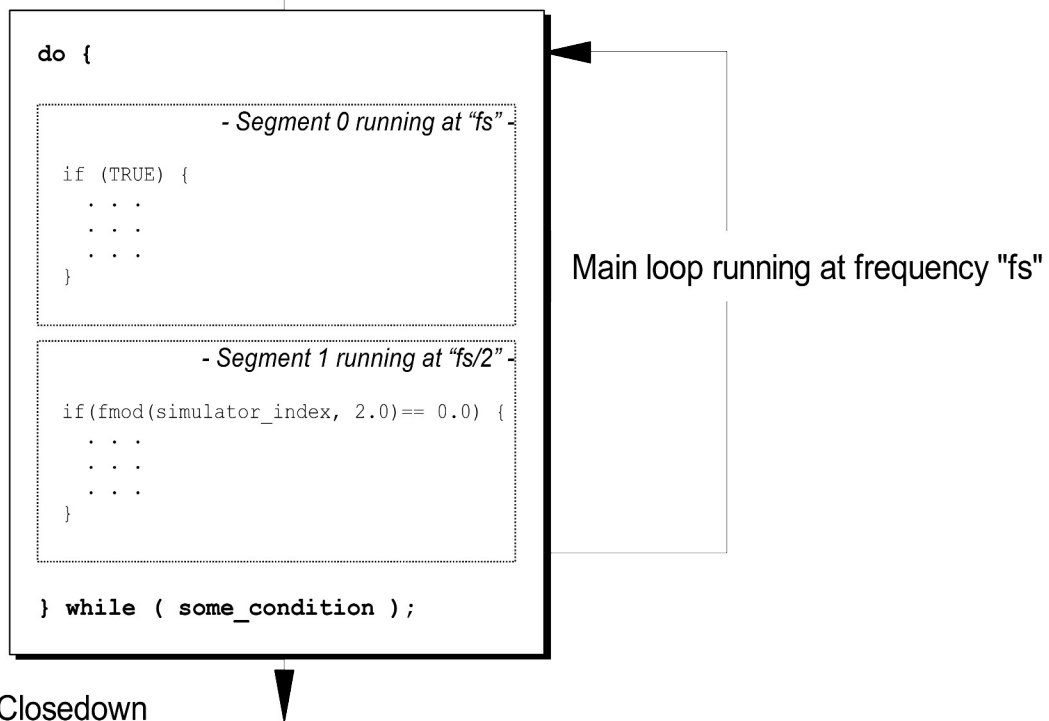 do {
- Segment 0 running at “fs” -
if (TRUE) {
. . .
. . .
. . .
}
Main loop running at frequency "fs"
- Segment 1 running at “fs/2” -
if(fmod(simulator_index, 2.0)== 0.0) {
. . .
. . .
. . .
}
} while ( some_condition );
Closedown